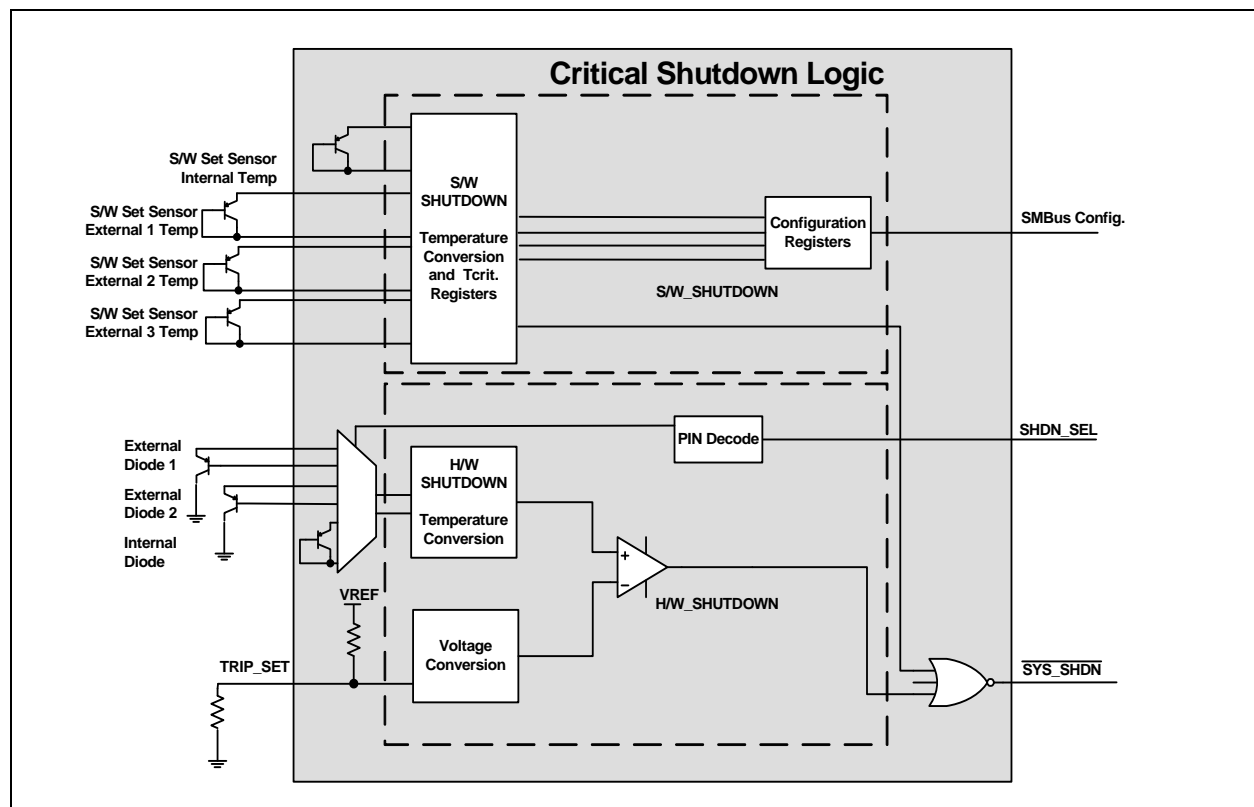 Critical Shutdown Logic
S/W Set Sensor
Internal Temp
S/W Set Sensor
External 1 Temp
S/W Set Sensor
External 2 Temp
S/W Set Sensor
External 3 Temp
S/W
SHUTDOWN
Temperature
Conversion
and Tcrit.
Registers
Configuration
Registers
SMBus Config.
S/W_SHUTDOWN
External
Diode 1
External
Diode 2
Internal
Diode
H/W
SHUTDOWN
Temperature
Conversion
PIN Decode
SHDN_SEL
+
−
H/W_SHUTDOWN
VREF
TRIP_SET
Voltage
Conversion
SYS_SHDN